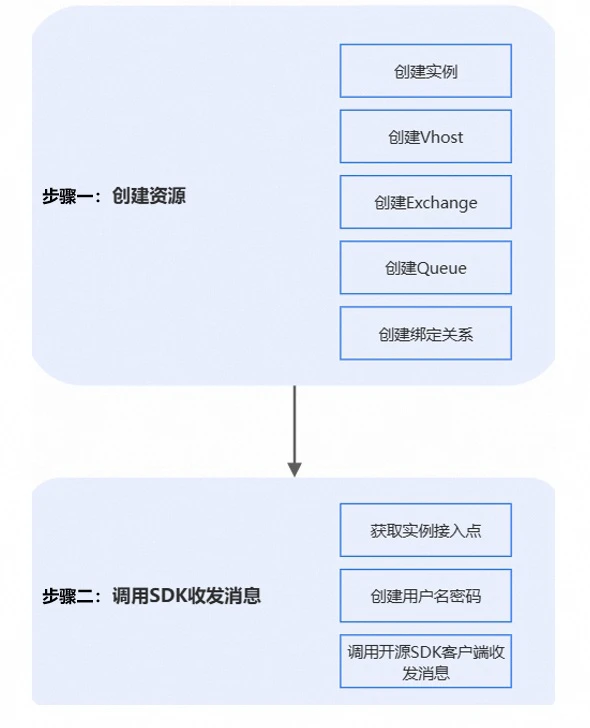 创建实例
创建Vhost
步骤一：创建资源
创建Exchange
创建Queue
创建绑定关系
获取实例接入点
步骤二：调用SDK收发消息
创建用户名密码
调用开源SDK客户端收
发消息